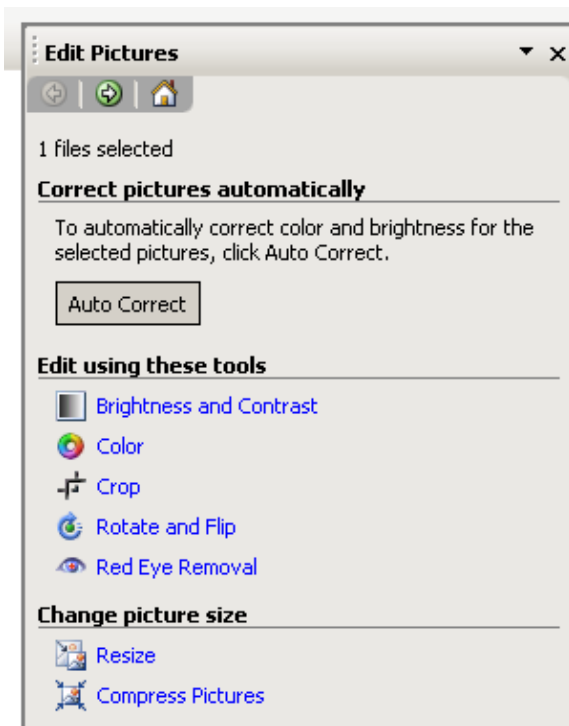 Edit Pictures
1 files selected
Correct pictures automatically
To automatically correct color and brightness for the
selected pictures, click Auto Correct.
Auto Correct
Edit using these tools
Brightness and Contrast
Color
Crop
Rotate and Flip
Red Eye Removal
Change picture size
Resize
Compress Pictures